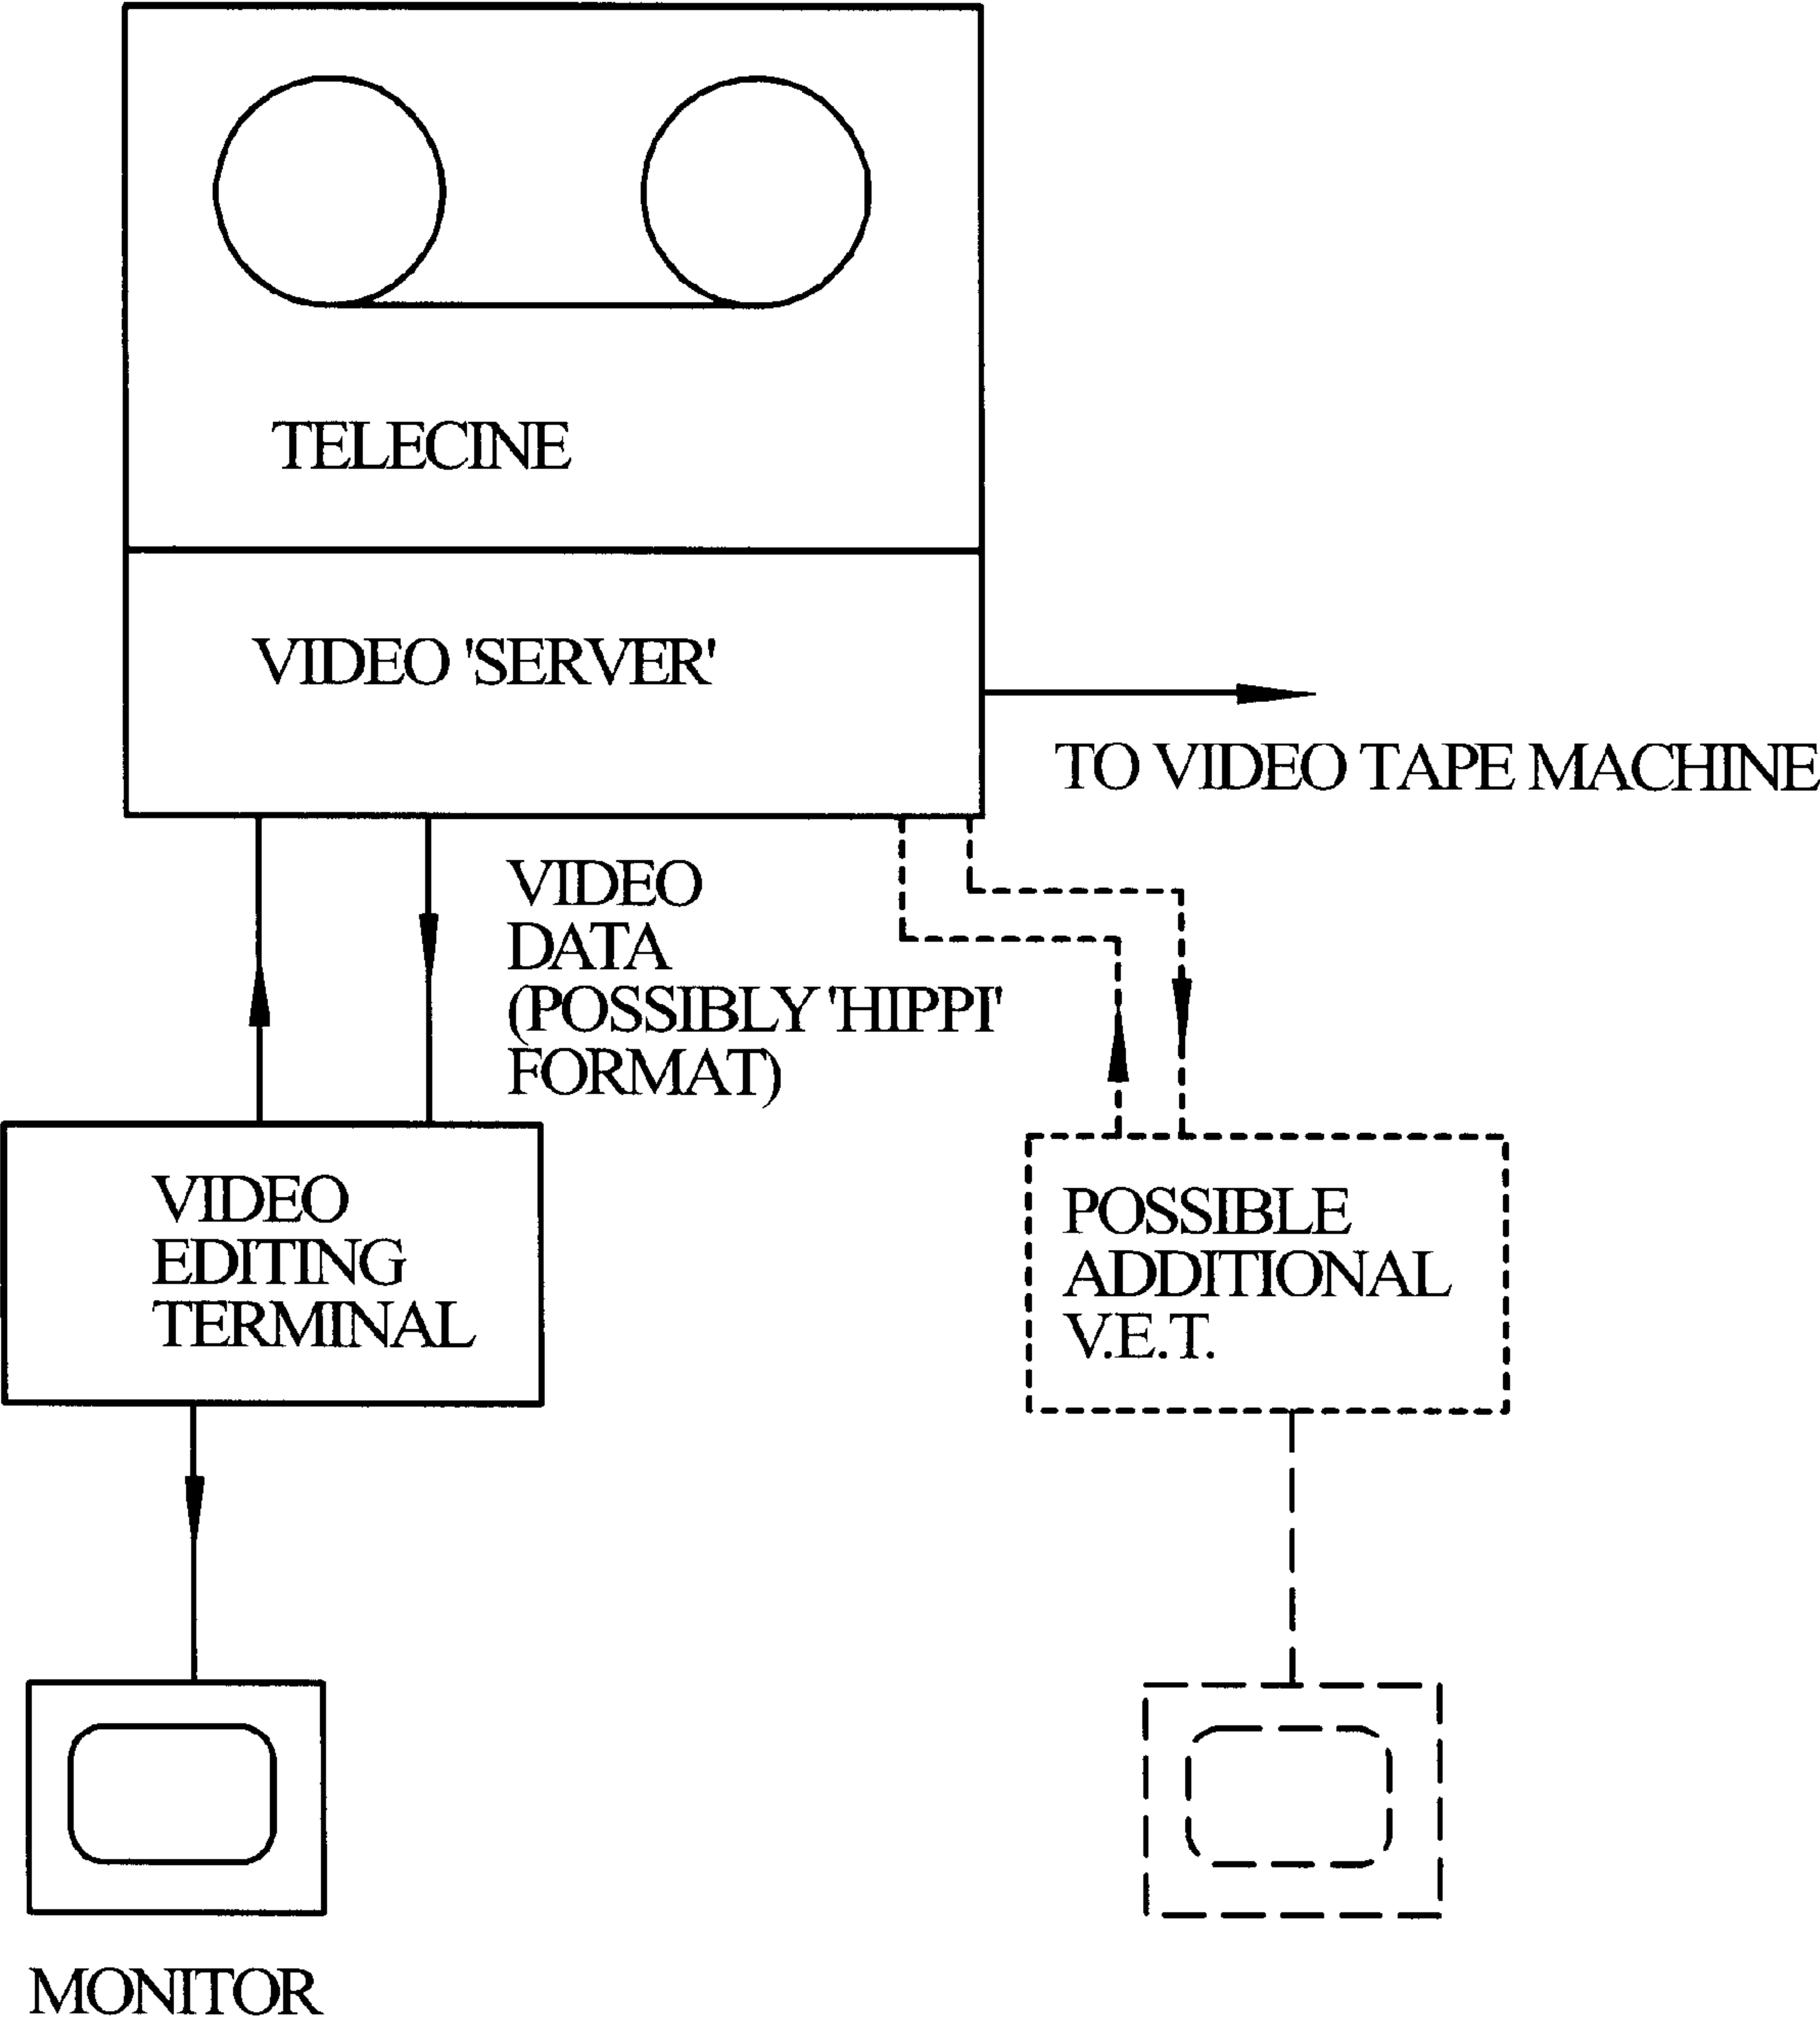 TELECINE
VIDEO 'SERVER'
TO VIDEO TAPE MACHINE
VIDEO
DATA
(POSSIBLY 'HIPPI'
FORMAT)
VIDEO
EDITING
TERMINAL
POSSIBLE
ADDITIONAL
V.E.T.
MONITOR